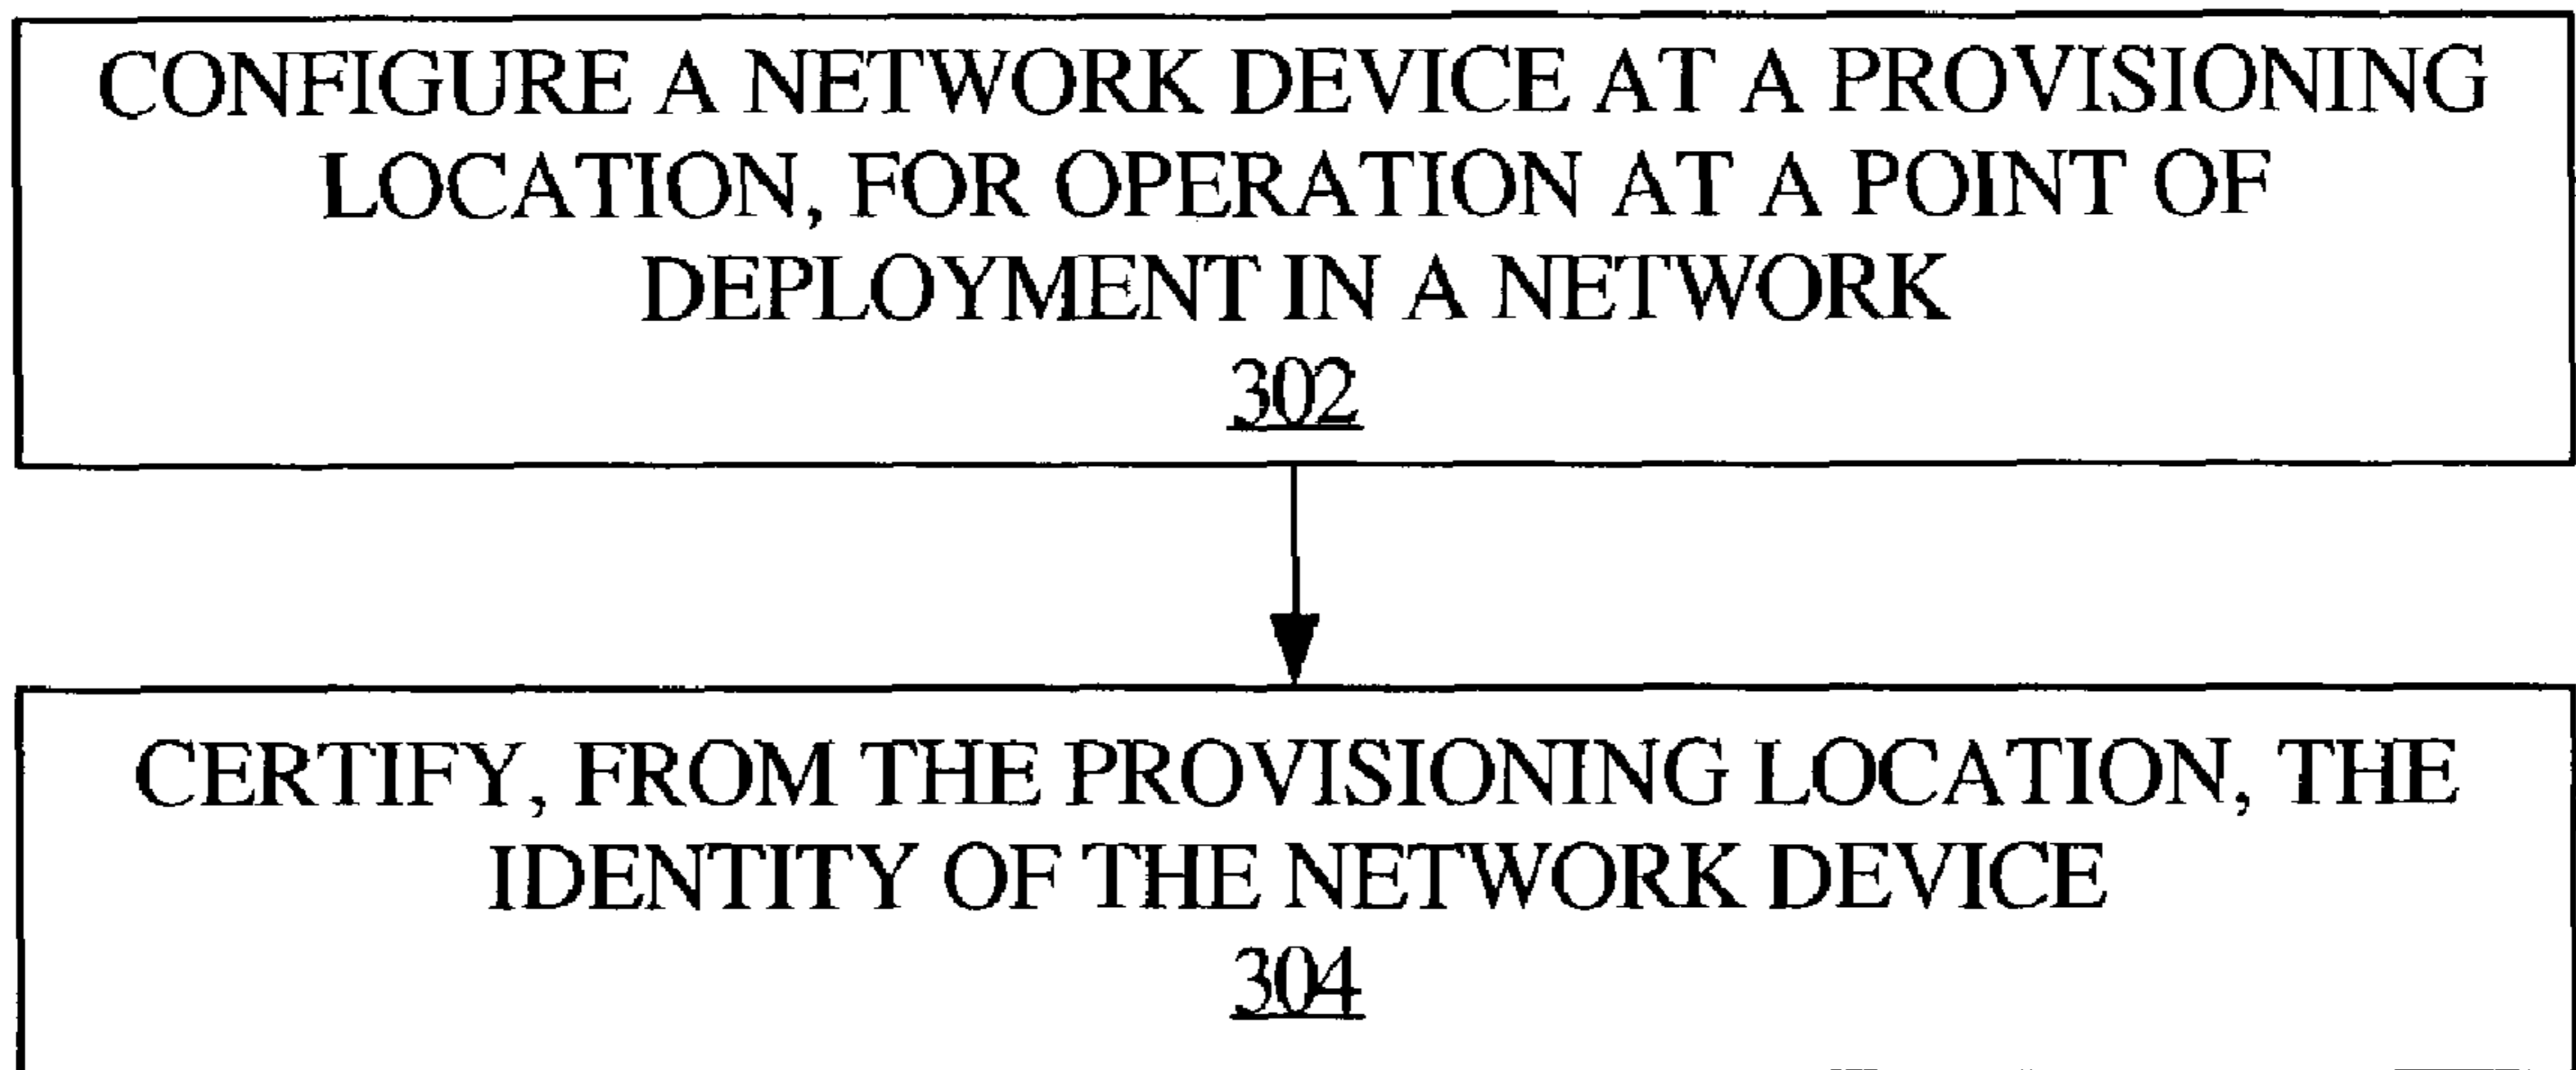 CONFIGURE A NETWORK DEVICE AT A PROVISIONING
LOCATION, FOR OPERATION AT A POINT OF
DEPLOYMENT IN A NETWORK
302
CERTIFY, FROM THE PROVISIONING LOCATION, THE
IDENTITY OF THE NETWORK DEVICE
304